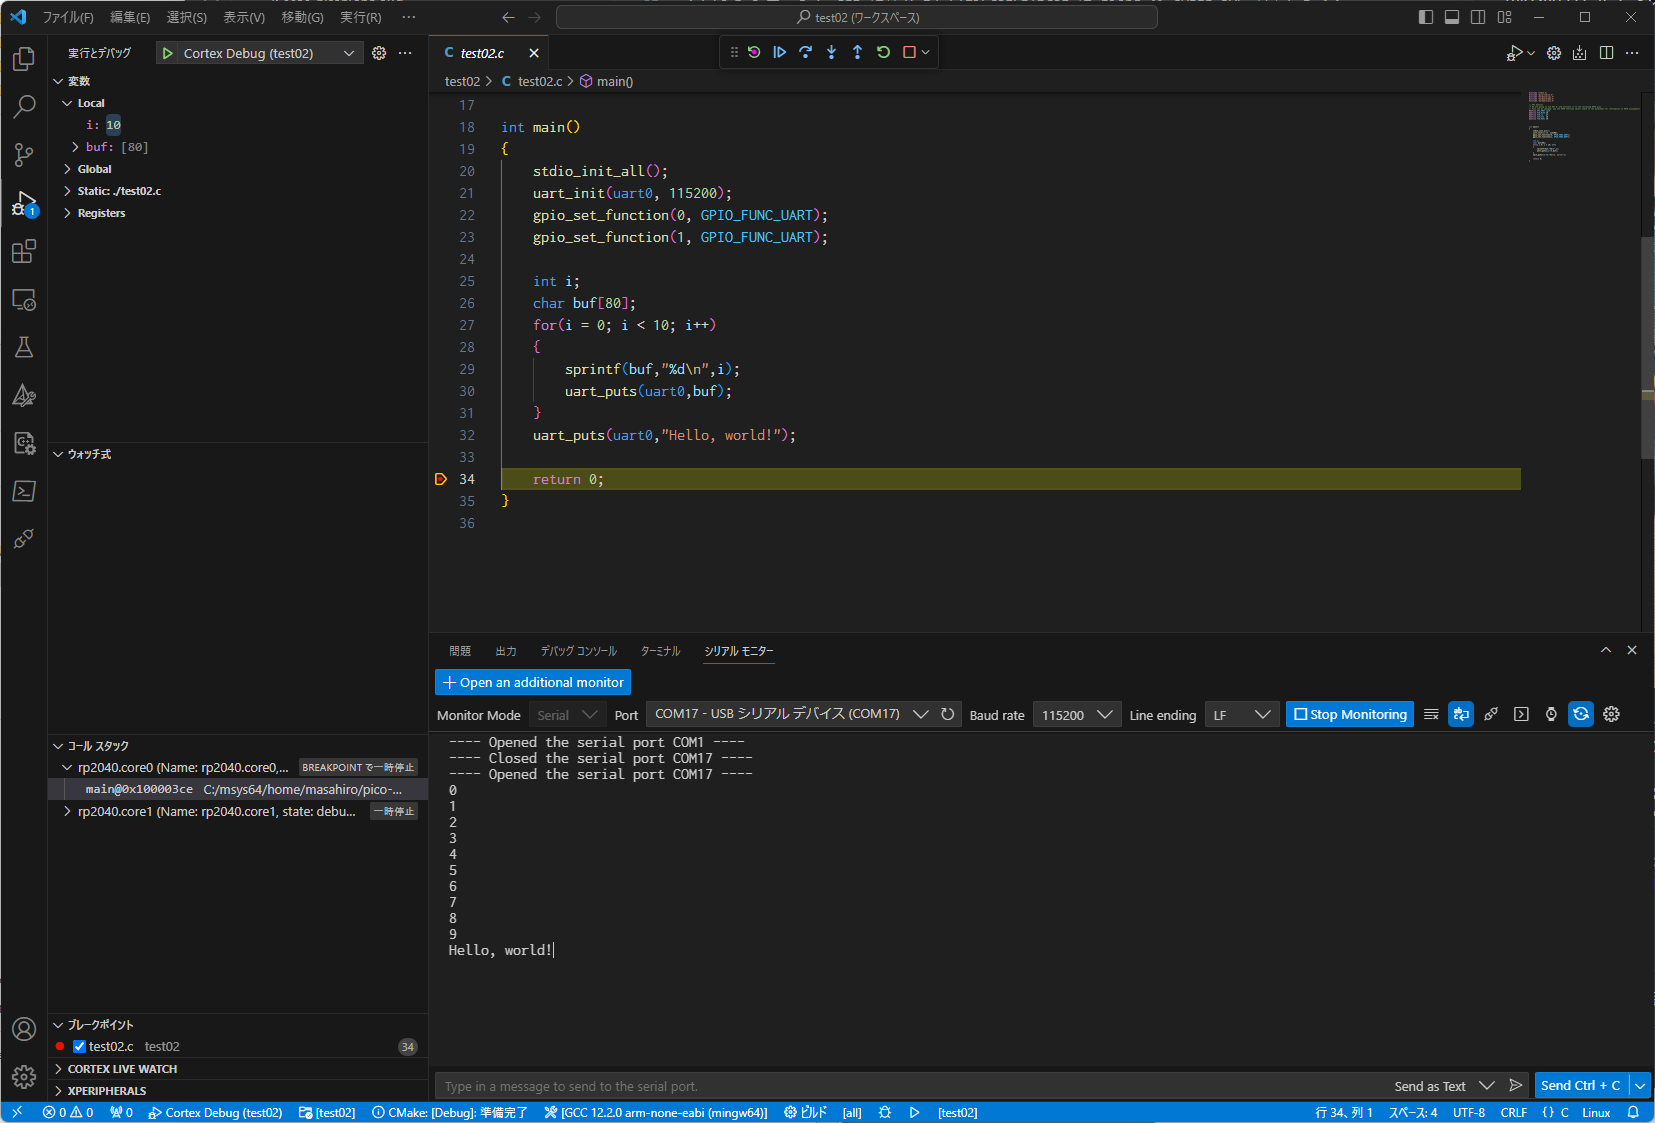 ファイル(F) 編集(E) 選択(S) 表示(V) 移動(G) 実行(R) ··· test02 (ワークスペース)
実行とデバッグ Cortex Debug (test02) ···
変数
Local
i: 10
buf: [80]
Global
Static: ./test02.c
Registers
ウォッチ式
コール スタック
rp2040.core0 (Name: rp2040.core0,... BREAKPOINT で一時停止
main@0x100003ce C:/msys64/home/masahiro/pico-...
rp2040.core1 (Name: rp2040.core1, state: debu... 一時停止
ブレークポイント
test02.c test02 34
CORTEX LIVE WATCH
XPERIPHERALS
1
C test02.c
test02 > C test02.c > main()
17
18 int main()
19 {
20 stdio_init_all();
21 uart_init(uart0, 115200);
22 gpio_set_function(0, GPIO_FUNC_UART);
23 gpio_set_function(1, GPIO_FUNC_UART);
24
25 int i;
26 char buf[80];
27 for(i = 0; i < 10; i++)
28 {
29 sprintf(buf,"%d\n",i);
30 uart_puts(uart0,buf);
31 }
32 uart_puts(uart0,"Hello, world!");
33
34 return 0;
35 }
36
問題 出力 デバッグ コンソール ターミナル シリアル モニター
Open an additional monitor
Monitor Mode Serial Port COM17 - USB シリアル デバイス (COM17) Baud rate 115200 Line ending LF Stop Monitoring
---- Opened the serial port COM1 ----
---- Closed the serial port COM17 ----
---- Opened the serial port COM17 ----
0
1
2
3
4
5
6
7
8
9
Hello, world!
Type in a message to send to the serial port. Send as Text Send Ctrl + C
0 0 0 Cortex Debug (test02) [test02] CMake: [Debug]: 準備完了 [GCC 12.2.0 arm-none-eabi (mingw64)] ビルド [all] [test02] 行 34、列 1 スペース: 4 UTF-8 CRLF {} C Linux